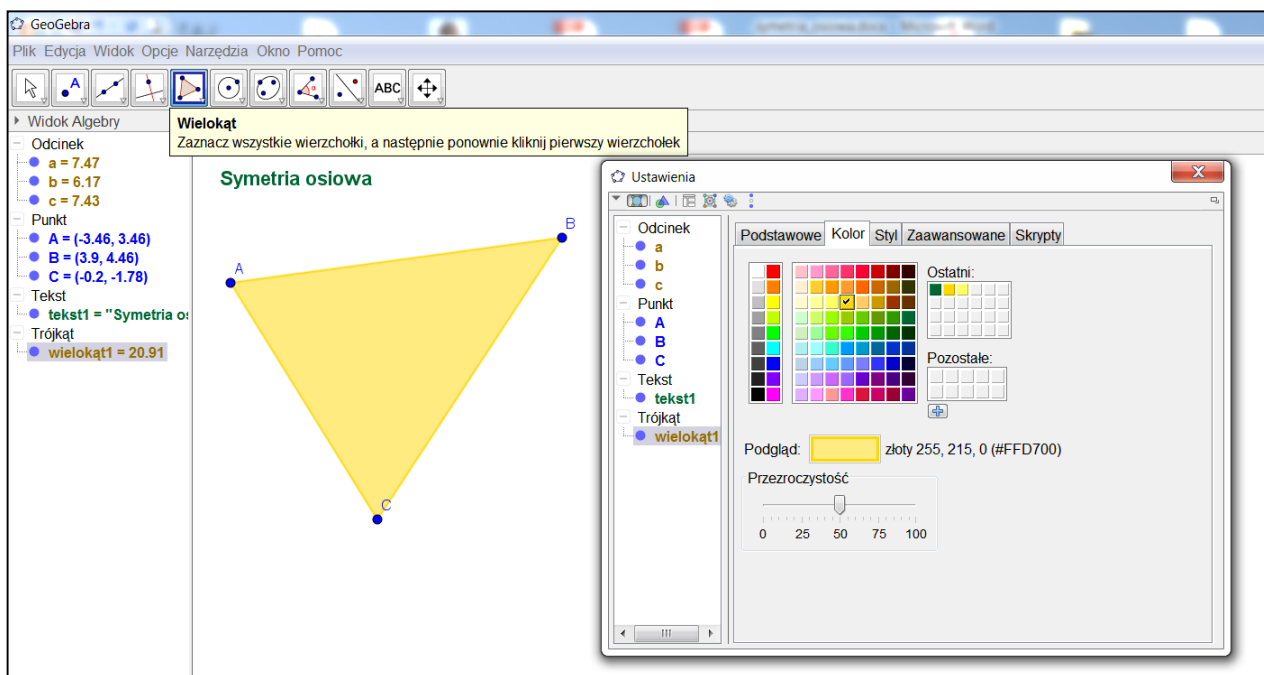 GeoGebra
Plik Edycja Widok Opcje Narzędzia Okno Pomoc
A
α
ABC
Widok Algebry
Wielokąt
Zaznacz wszystkie wierzchołki, a następnie ponownie kliknij pierwszy wierzchołek
Odcinek
a = 7.47
b = 6.17
c = 7.43
Punkt
A = (-3.46, 3.46)
B = (3.9, 4.46)
C = (-0.2, -1.78)
Tekst
tekst1 = "Symetria os
Trójkąt
wielokąt1 = 20.91
Symetria osiowa
A
B
C
Ustawienia
Odcinek
a
b
c
Punkt
A
B
C
Tekst
tekst1
Trójkąt
wielokąt1
Podstawowe Kolor Styl Zaawansowane Skrypty
Ostatni:
Pozostałe:
Podgląd: złoty 255, 215, 0 (#FFD700)
Przezroczystość
0 25 50 75 100